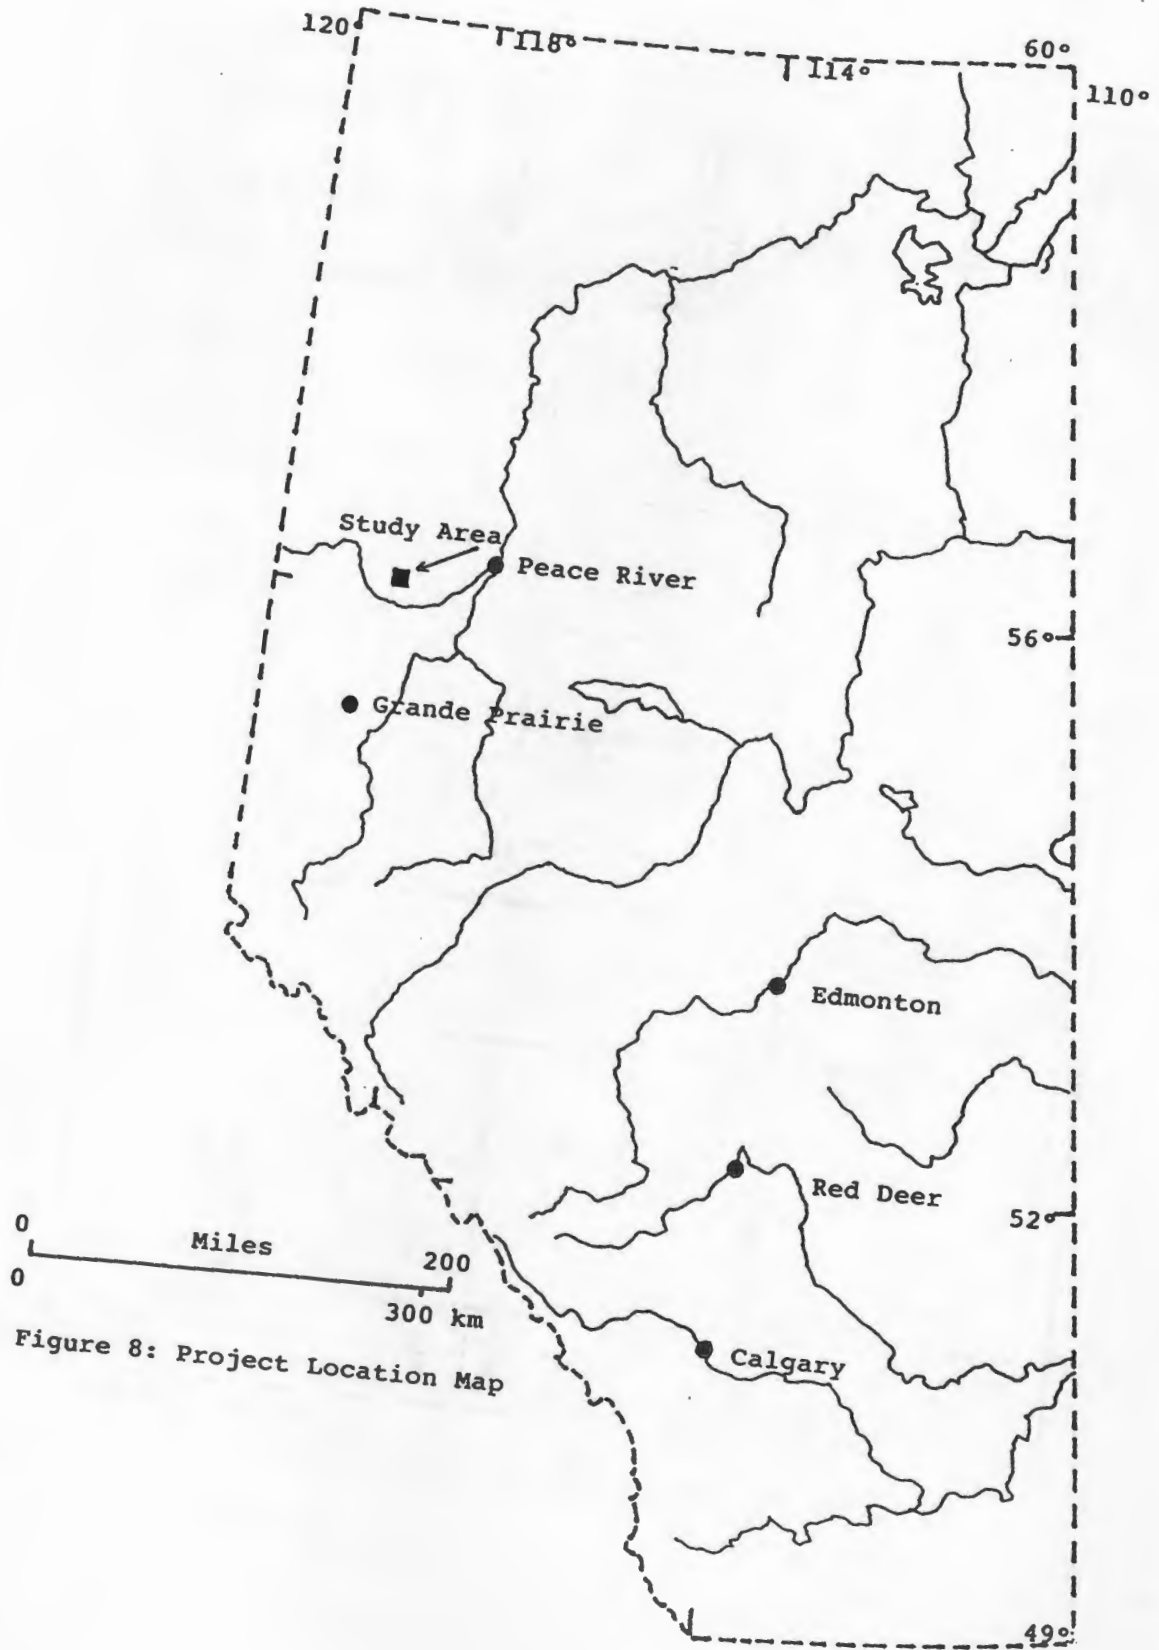 120
118°
60°
114°
110°
Study Area
Peace River
56°
Grande Prairie
Edmonton
Red Deer
52°
0
Miles
200
0
300 km
Figure 8: Project Location Map
Calgary
49°